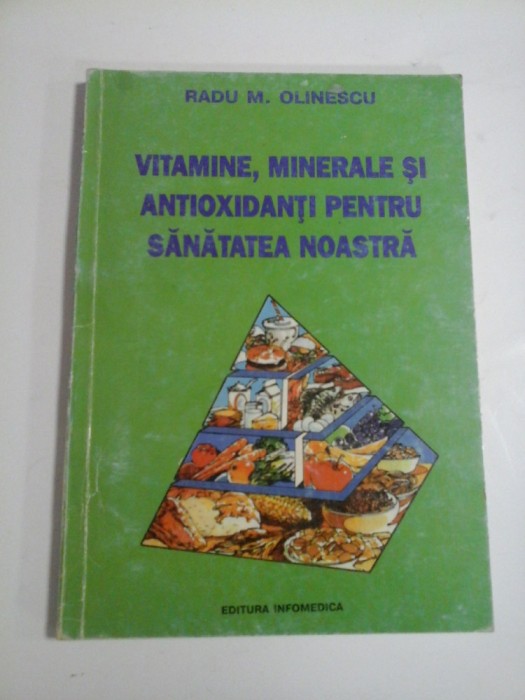 RADU M. OLINESCU
VITAMINE, MINERALE ŞI
ANTIOXIDANŢI PENTRU
SĂNĂTATEA NOASTRĂ
EDITURA INFOMEDICA